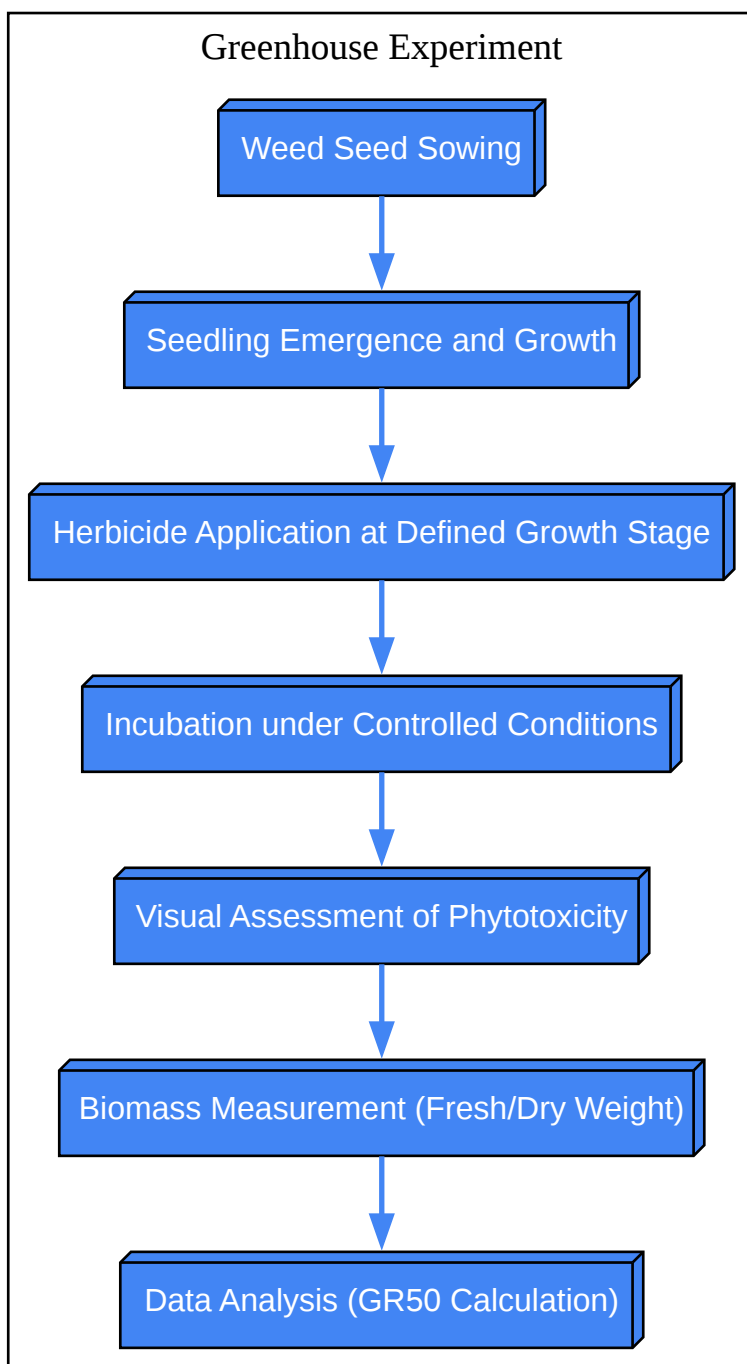 Greenhouse Experiment
Weed Seed Sowing
Seedling Emergence and Growth
Herbicide Application at Defined Growth Stage
Incubation under Controlled Conditions
Visual Assessment of Phytotoxicity
Biomass Measurement (Fresh/Dry Weight)
Data Analysis (GR50 Calculation)